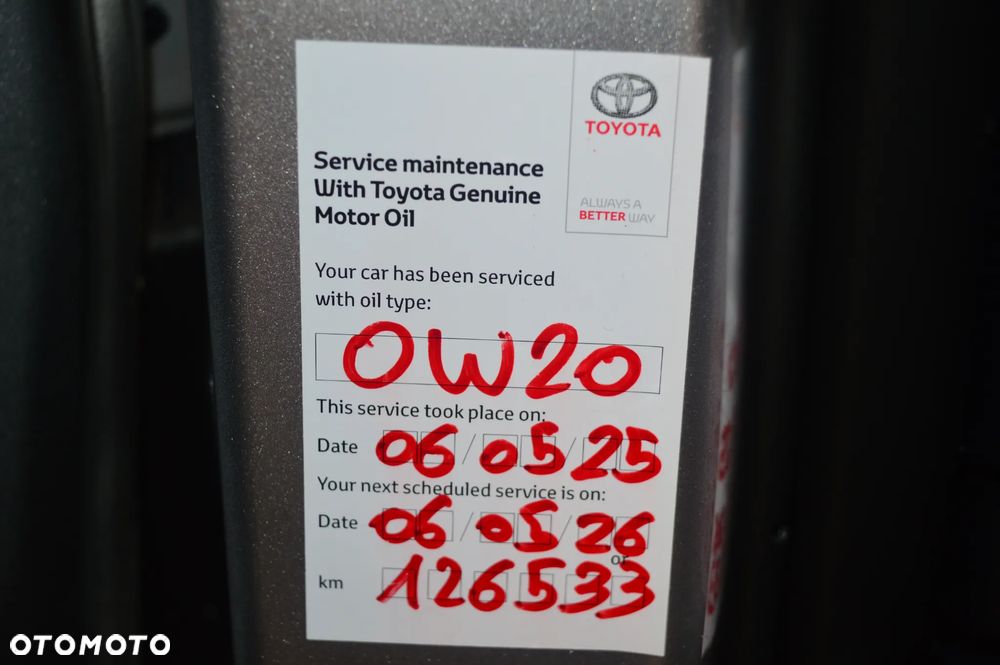 TOYOTA
ALWAYS A
BETTER WAY
Service maintenance
With Toyota Genuine
Motor Oil
Your car has been serviced
with oil type:
OW20
This service took place on:
Date 06/05/25
Your next scheduled service is on:
Date 06/05/26
or
km 126533
OTOMOTO